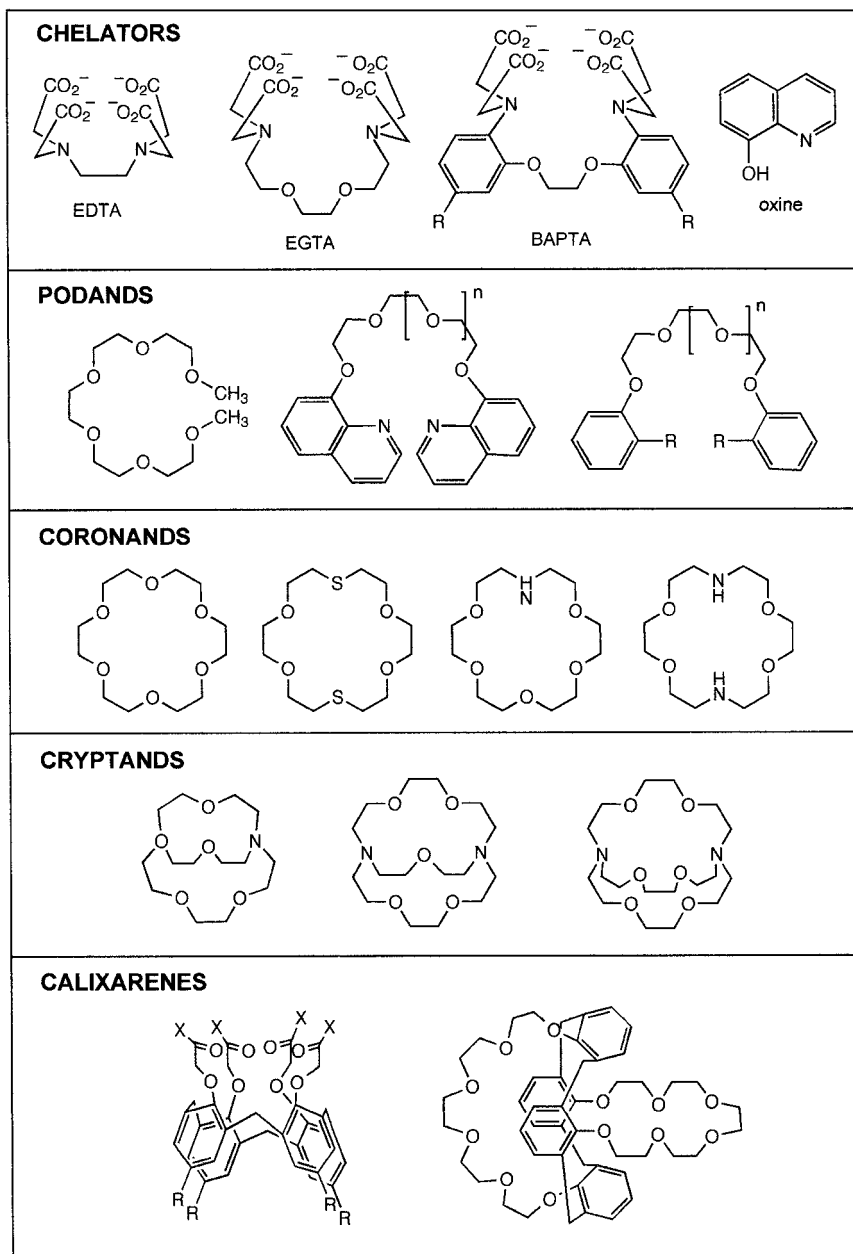 CHELATORS
CO2− −O2C CO2− −O2C CO2− −O2C
CO2− −O2C CO2− −O2C CO2− −O2C
N N N N N N
O O O O N
OH
R R
EDTA EGTA BAPTA oxine
PODANDS
n n
O O O O O
O O CH3 O O O O
O O CH3 N N R R
O
CORONANDS
O S H N H
O O O O O O N O O
O O O O O O O O
O S O H N
CRYPTANDS
O O O O O
O O N N O N N O O N
O O O O O O
CALIXARENES
X X X X
O O O O O O O
O O O O O O O O
R R R R O O O O O